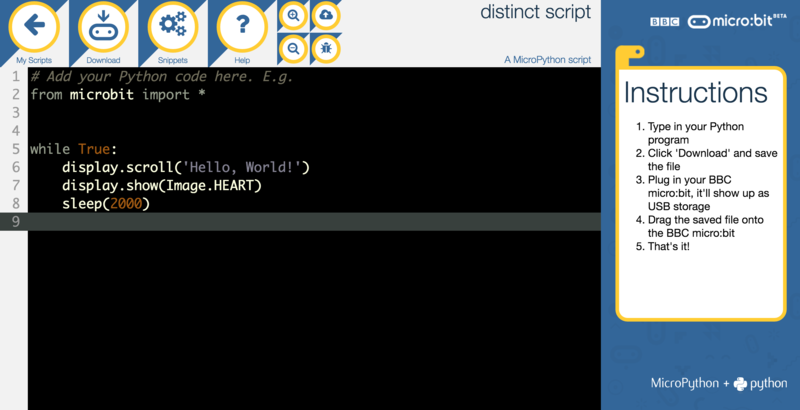 My Scripts
Download
Snippets
?
Help
distinct script
A MicroPython script
BBC micro:bit BETA
1 # Add your Python code here. E.g.
2 from microbit import *
3
4
5 while True:
6     display.scroll('Hello, World!')
7     display.show(Image.HEART)
8     sleep(2000)
9
Instructions
1. Type in your Python
program
2. Click 'Download' and save
the file
3. Plug in your BBC
micro:bit, it'll show up as
USB storage
4. Drag the saved file onto
the BBC micro:bit
5. That's it!
MicroPython + python